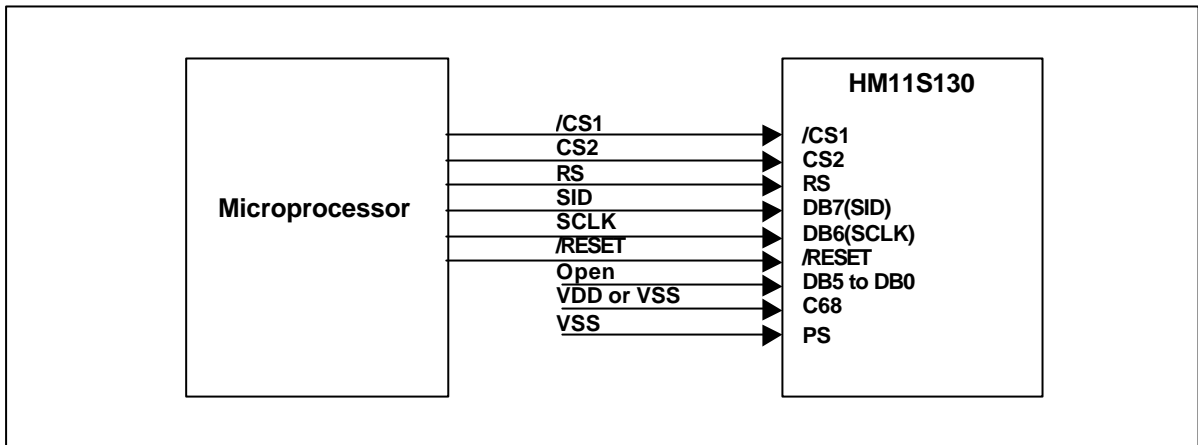 HM11S130
Microprocessor
/CS1
CS2
RS
SID
SCLK
/RESET
Open
VDD or VSS
VSS
/CS1
CS2
RS
DB7(SID)
DB6(SCLK)
/RESET
DB5 to DB0
C68
PS